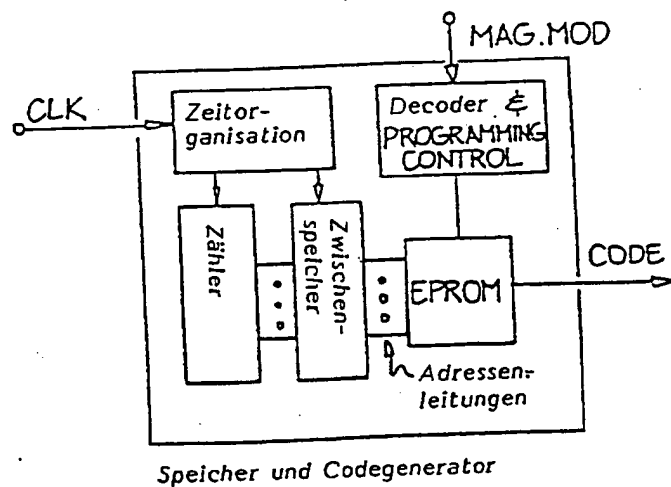 MAG.MOD
CLK
Zeitor-
ganisation
Decoder &
PROGRAMMING
CONTROL
Zähler
Zwischen-
speicher
EPROM
CODE
Adressen-
leitungen
Speicher und Codegenerator